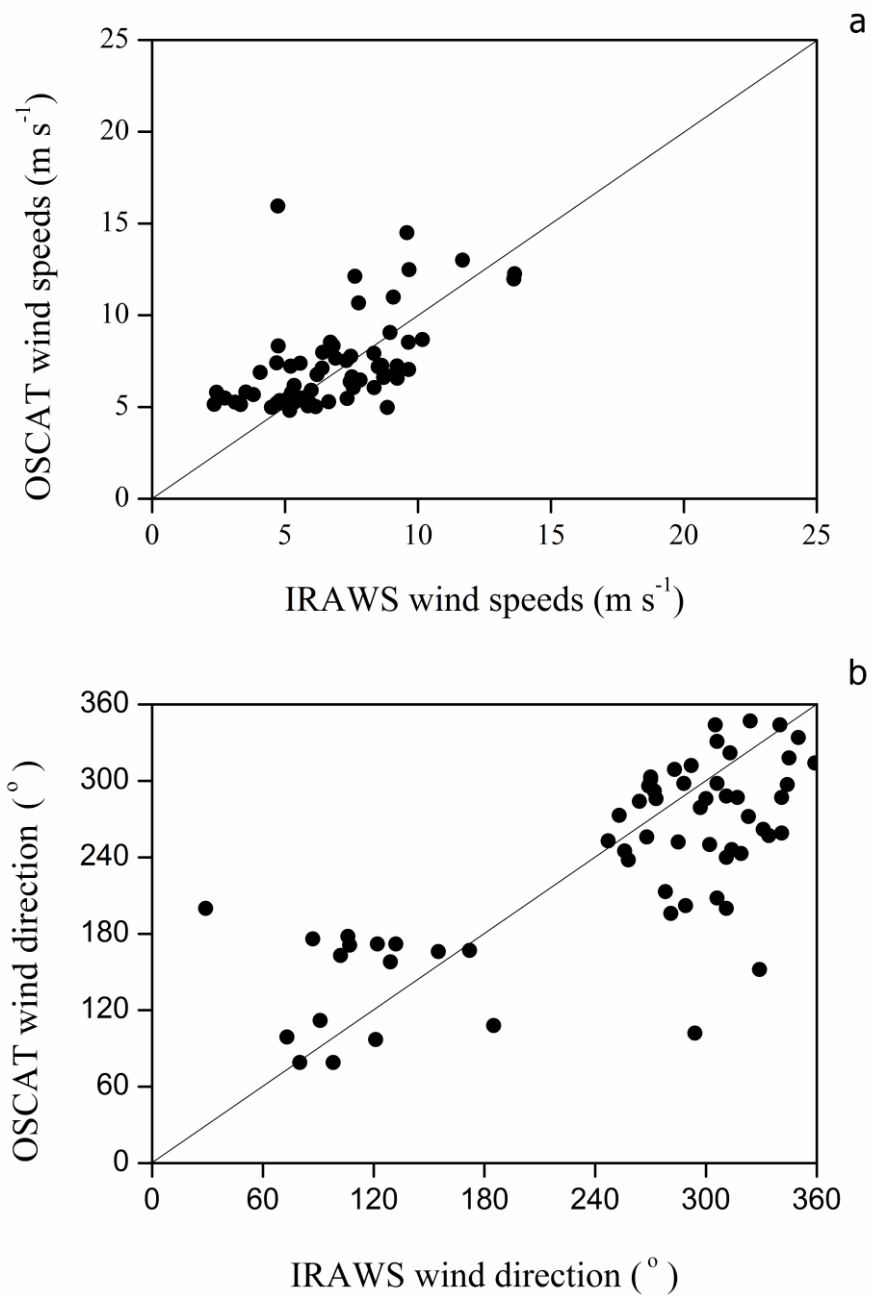 a
25
20
15
10
5
0
OSCAT wind speeds (m s⁻¹)
0 5 10 15 20 25
IRAWS wind speeds (m s⁻¹)
b
360
300
240
180
120
60
0
OSCAT wind direction (°)
0 60 120 180 240 300 360
IRAWS wind direction (°)